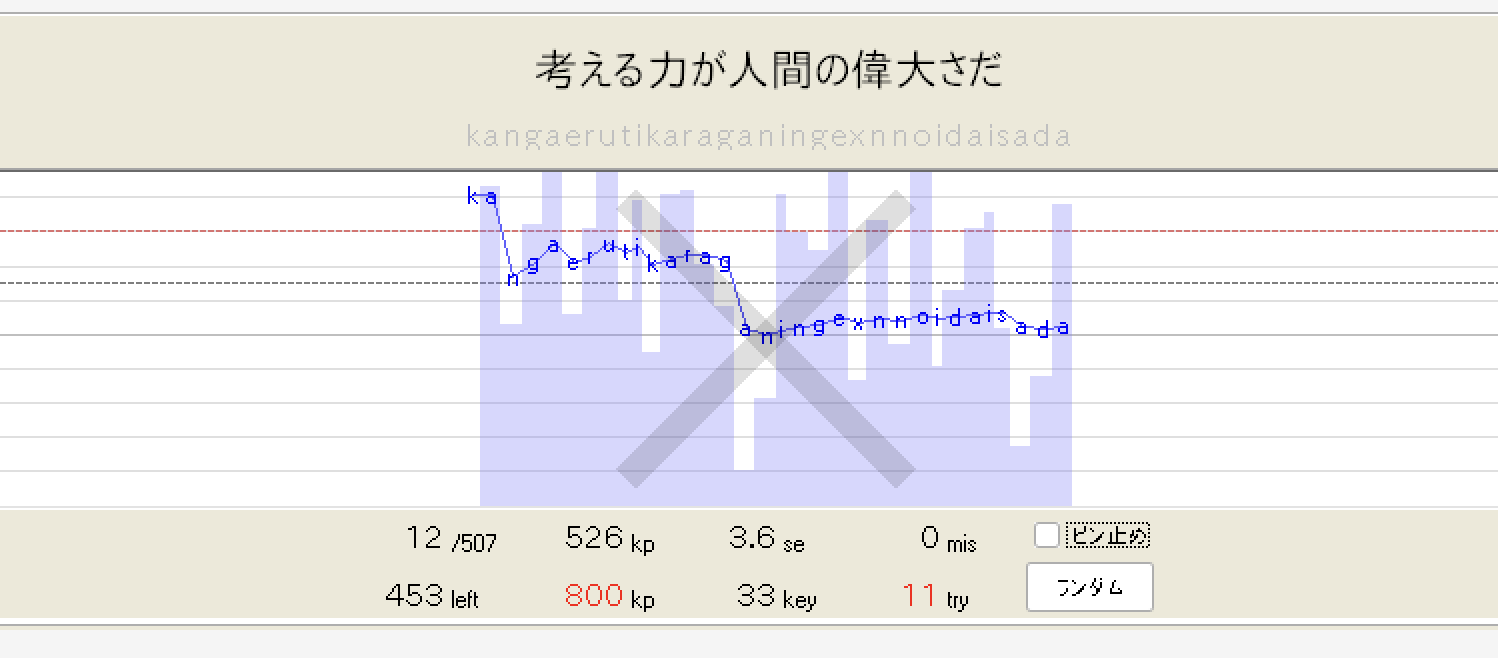 考える力が人間の偉大さだ
kangaerutikaraganingexnnoidaisada
kangaerutikaraganingexnnoidaisada
12 /507 526 kp 3.6 se 0 mis ピン止め
453 left 800 kp 33 key 11 try ランダム